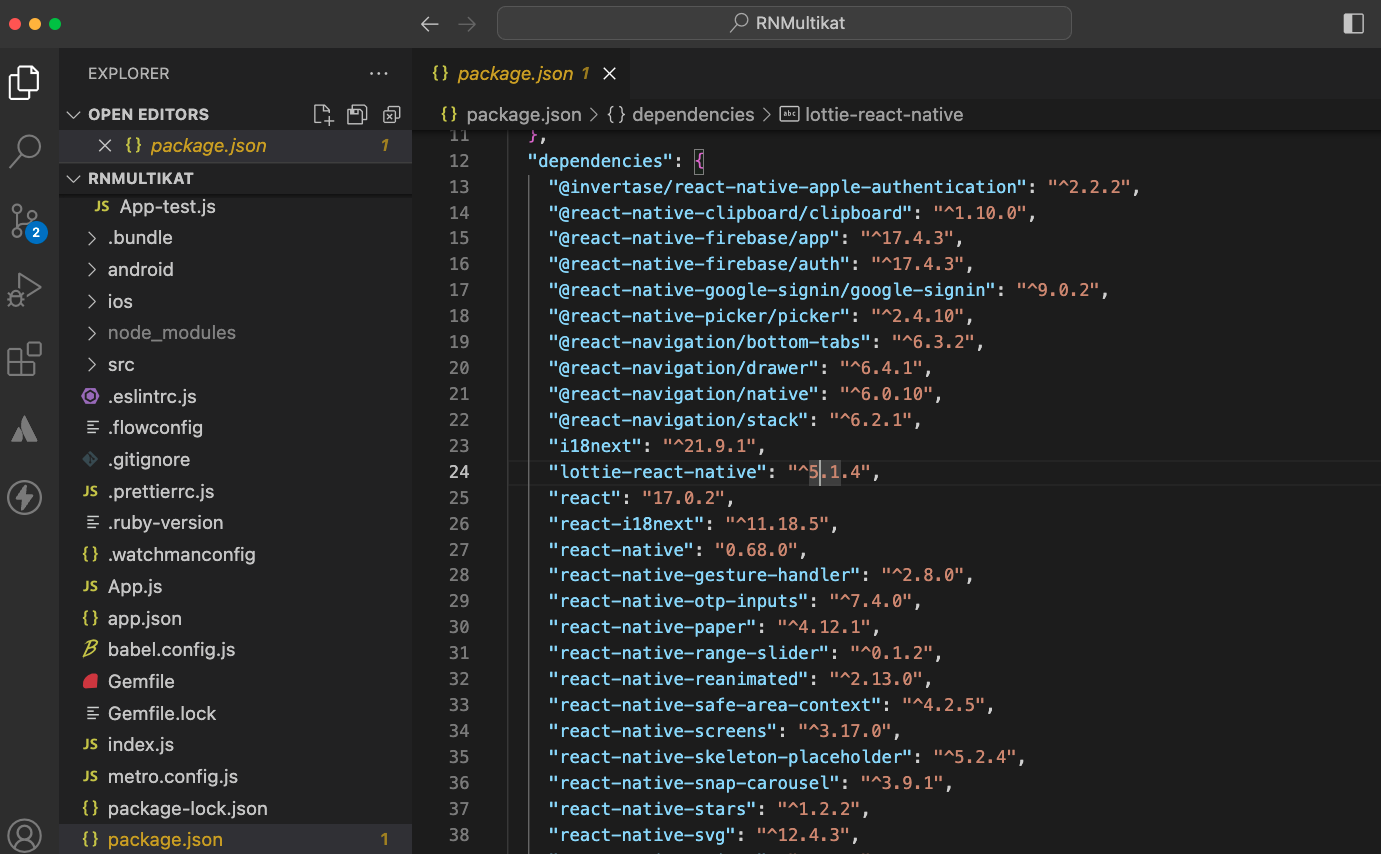 RNMultikat
EXPLORER
OPEN EDITORS
{} package.json 1
RNMULTIKAT
JS App-test.js
.bundle
android
ios
node_modules
src
.eslintrc.js
.flowconfig
.gitignore
JS .prettierrc.js
.ruby-version
{} .watchmanconfig
JS App.js
{} app.json
babel.config.js
Gemfile
Gemfile.lock
JS index.js
JS metro.config.js
{} package-lock.json
{} package.json 1
2
{} package.json 1
{} package.json > {} dependencies > abc lottie-react-native
11 },
12 "dependencies": {
13 "@invertase/react-native-apple-authentication": "^2.2.2",
14 "@react-native-clipboard/clipboard": "^1.10.0",
15 "@react-native-firebase/app": "^17.4.3",
16 "@react-native-firebase/auth": "^17.4.3",
17 "@react-native-google-signin/google-signin": "^9.0.2",
18 "@react-native-picker/picker": "^2.4.10",
19 "@react-navigation/bottom-tabs": "^6.3.2",
20 "@react-navigation/drawer": "^6.4.1",
21 "@react-navigation/native": "^6.0.10",
22 "@react-navigation/stack": "^6.2.1",
23 "i18next": "^21.9.1",
24 "lottie-react-native": "^5.1.4",
25 "react": "17.0.2",
26 "react-i18next": "^11.18.5",
27 "react-native": "0.68.0",
28 "react-native-gesture-handler": "^2.8.0",
29 "react-native-otp-inputs": "^7.4.0",
30 "react-native-paper": "^4.12.1",
31 "react-native-range-slider": "^0.1.2",
32 "react-native-reanimated": "^2.13.0",
33 "react-native-safe-area-context": "^4.2.5",
34 "react-native-screens": "^3.17.0",
35 "react-native-skeleton-placeholder": "^5.2.4",
36 "react-native-snap-carousel": "^3.9.1",
37 "react-native-stars": "^1.2.2",
38 "react-native-svg": "^12.4.3",